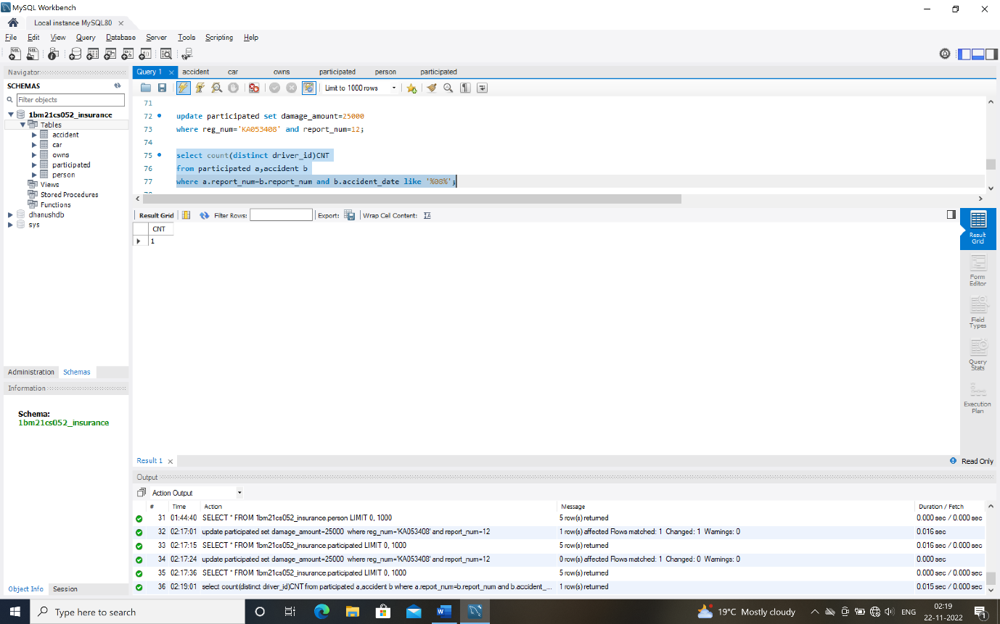 MySQL Workbench
Local instance MySQL80
File Edit View Query Database Server Tools Scripting Help
Navigator
SCHEMAS
Filter objects
1bm21cs052_insurance
Tables
accident
car
owns
participated
person
Views
Stored Procedures
Functions
dhanushdb
sys
Administration Schemas
Information
Schema:
1bm21cs052_insurance
Object Info Session
Query 1 accident car owns participated person participated
Limit to 1000 rows
71
72 update participated set damage_amount=25000
73 where reg_num='KA053408' and report_num=12;
74
75 select count(distinct driver_id)CNT
76 from participated a,accident b
77 where a.report_num=b.report_num and b.accident_date like '%08%';
78
Result Grid Filter Rows: Export: Wrap Cell Content:
CNT
1
Result Grid
Form Editor
Field Types
Query Stats
Execution Plan
Result 1 Read Only
Output
Action Output
# Time Action Message Duration / Fetch
31 01:44:40 SELECT * FROM 1bm21cs052_insurance.person LIMIT 0, 1000 5 row(s) returned 0.000 sec / 0.000 sec
32 02:17:01 update participated set damage_amount=25000 where reg_num='KA053408' and report_num=12 1 row(s) affected Rows matched: 1 Changed: 1 Warnings: 0 0.016 sec
33 02:17:15 SELECT * FROM 1bm21cs052_insurance.participated LIMIT 0, 1000 5 row(s) returned 0.016 sec / 0.000 sec
34 02:17:24 update participated set damage_amount=25000 where reg_num='KA053408' and report_num=12 0 row(s) affected Rows matched: 1 Changed: 0 Warnings: 0 0.000 sec
35 02:17:36 SELECT * FROM 1bm21cs052_insurance.participated LIMIT 0, 1000 5 row(s) returned 0.000 sec / 0.000 sec
36 02:19:01 select count(distinct driver_id)CNT from participated a,accident b where a.report_num=b.report_num and b.accident_... 1 row(s) returned 0.015 sec / 0.000 sec
Type here to search
19°C Mostly cloudy
ENG
02:19
22-11-2022
1